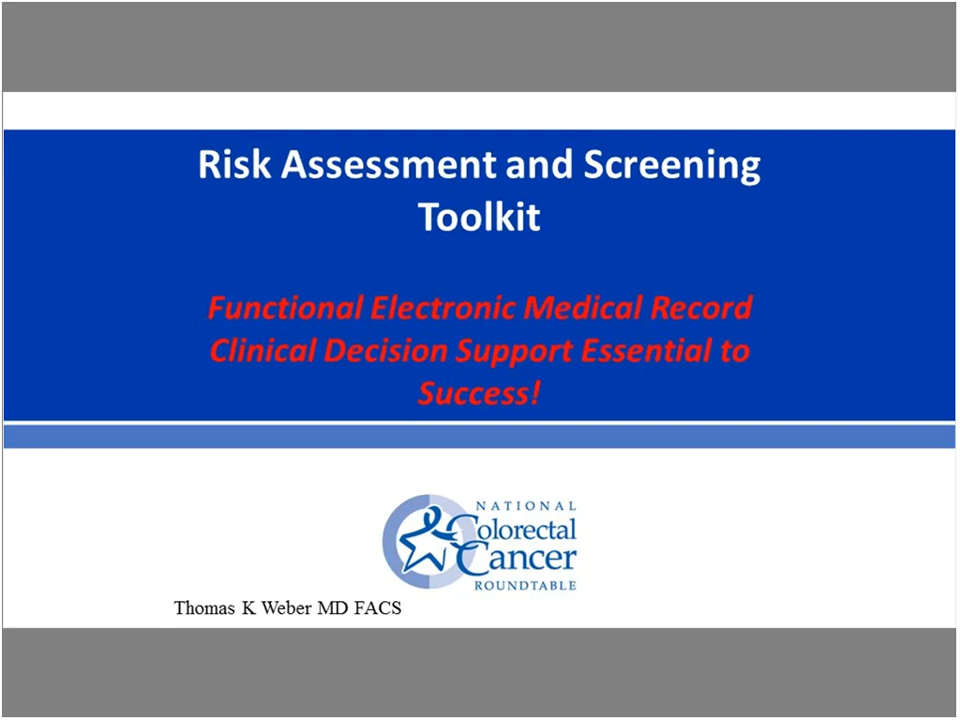 Risk Assessment and Screening
Toolkit
Functional Electronic Medical Record
Clinical Decision Support Essential to
Success!
NATIONAL
Colorectal
Cancer
ROUNDTABLE
Thomas K Weber MD FACS